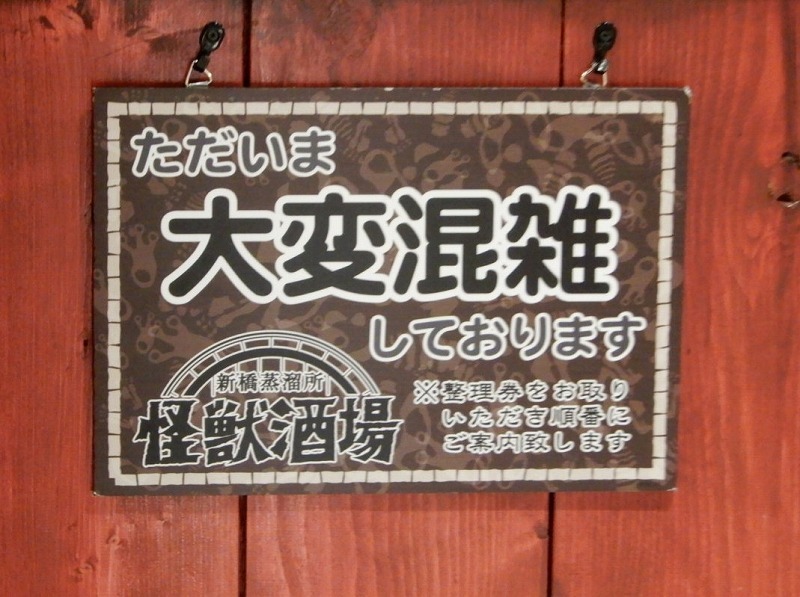 ただいま
大変混雑
しております
新橋蒸溜所
怪獣酒場
※整理券をお取り
いただき順番に
ご案内致します